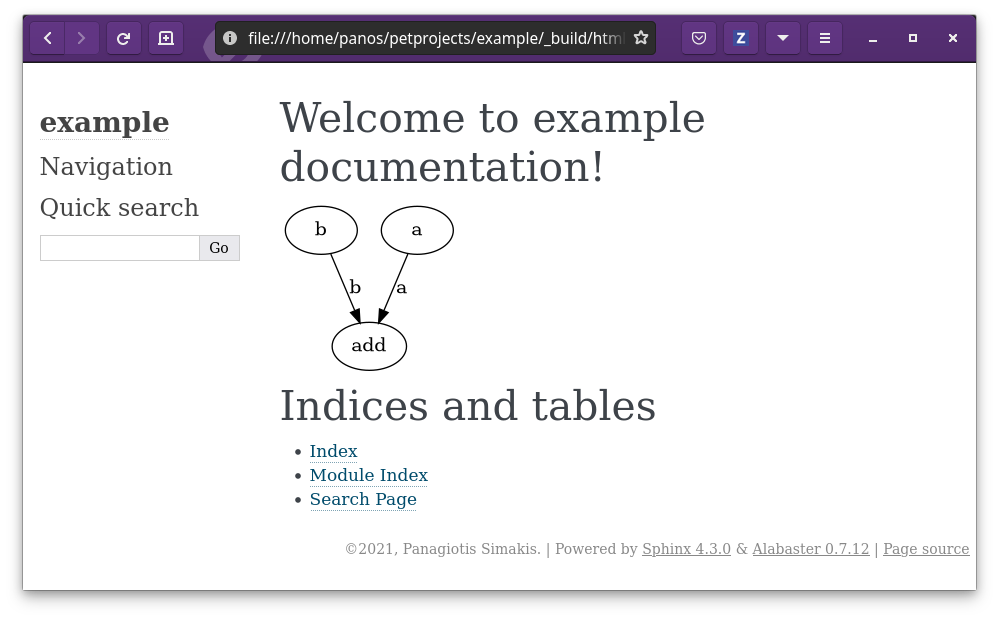 file:///home/panos/petprojects/example/_build/html
Z
example
Navigation
Quick search
Go
Welcome to example
documentation!
b a
b a
add
Indices and tables
Index
Module Index
Search Page
©2021, Panagiotis Simakis. | Powered by Sphinx 4.3.0 & Alabaster 0.7.12 | Page source